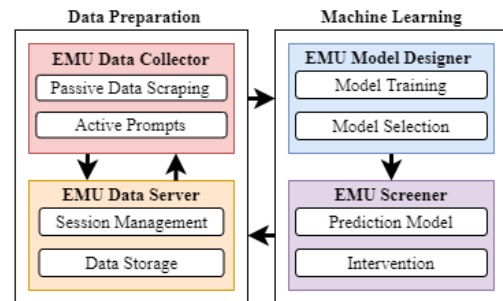 Data Preparation
EMU Data Collector
Passive Data Scraping
Active Prompts
EMU Data Server
Session Management
Data Storage
Machine Learning
EMU Model Designer
Model Training
Model Selection
EMU Screener
Prediction Model
Intervention